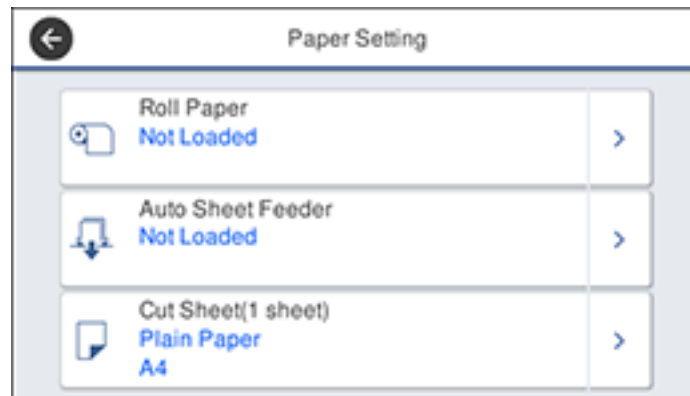 Paper Setting
Roll Paper
Not Loaded
Auto Sheet Feeder
Not Loaded
Cut Sheet(1 sheet)
Plain Paper
A4